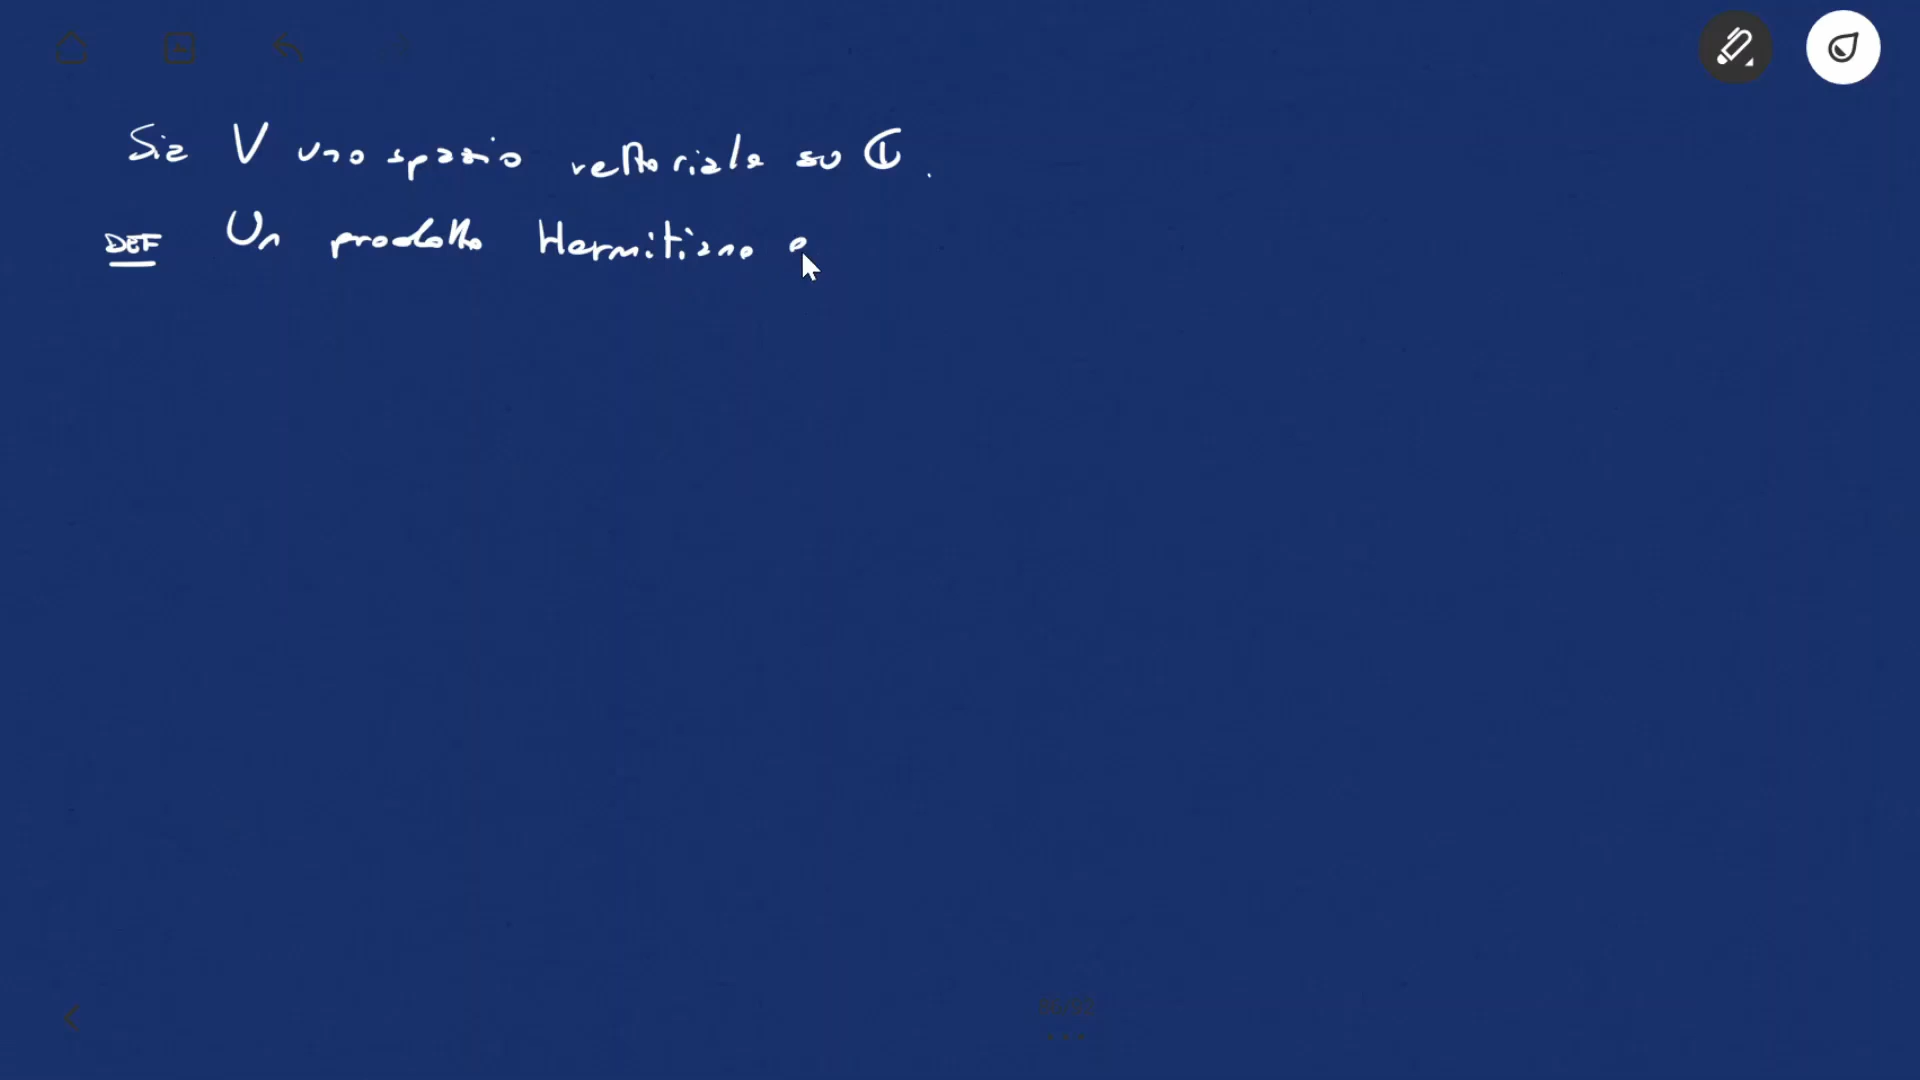 Sia V uno spazio vettoriale su ℂ.
DEF Un prodotto Hermitiano e